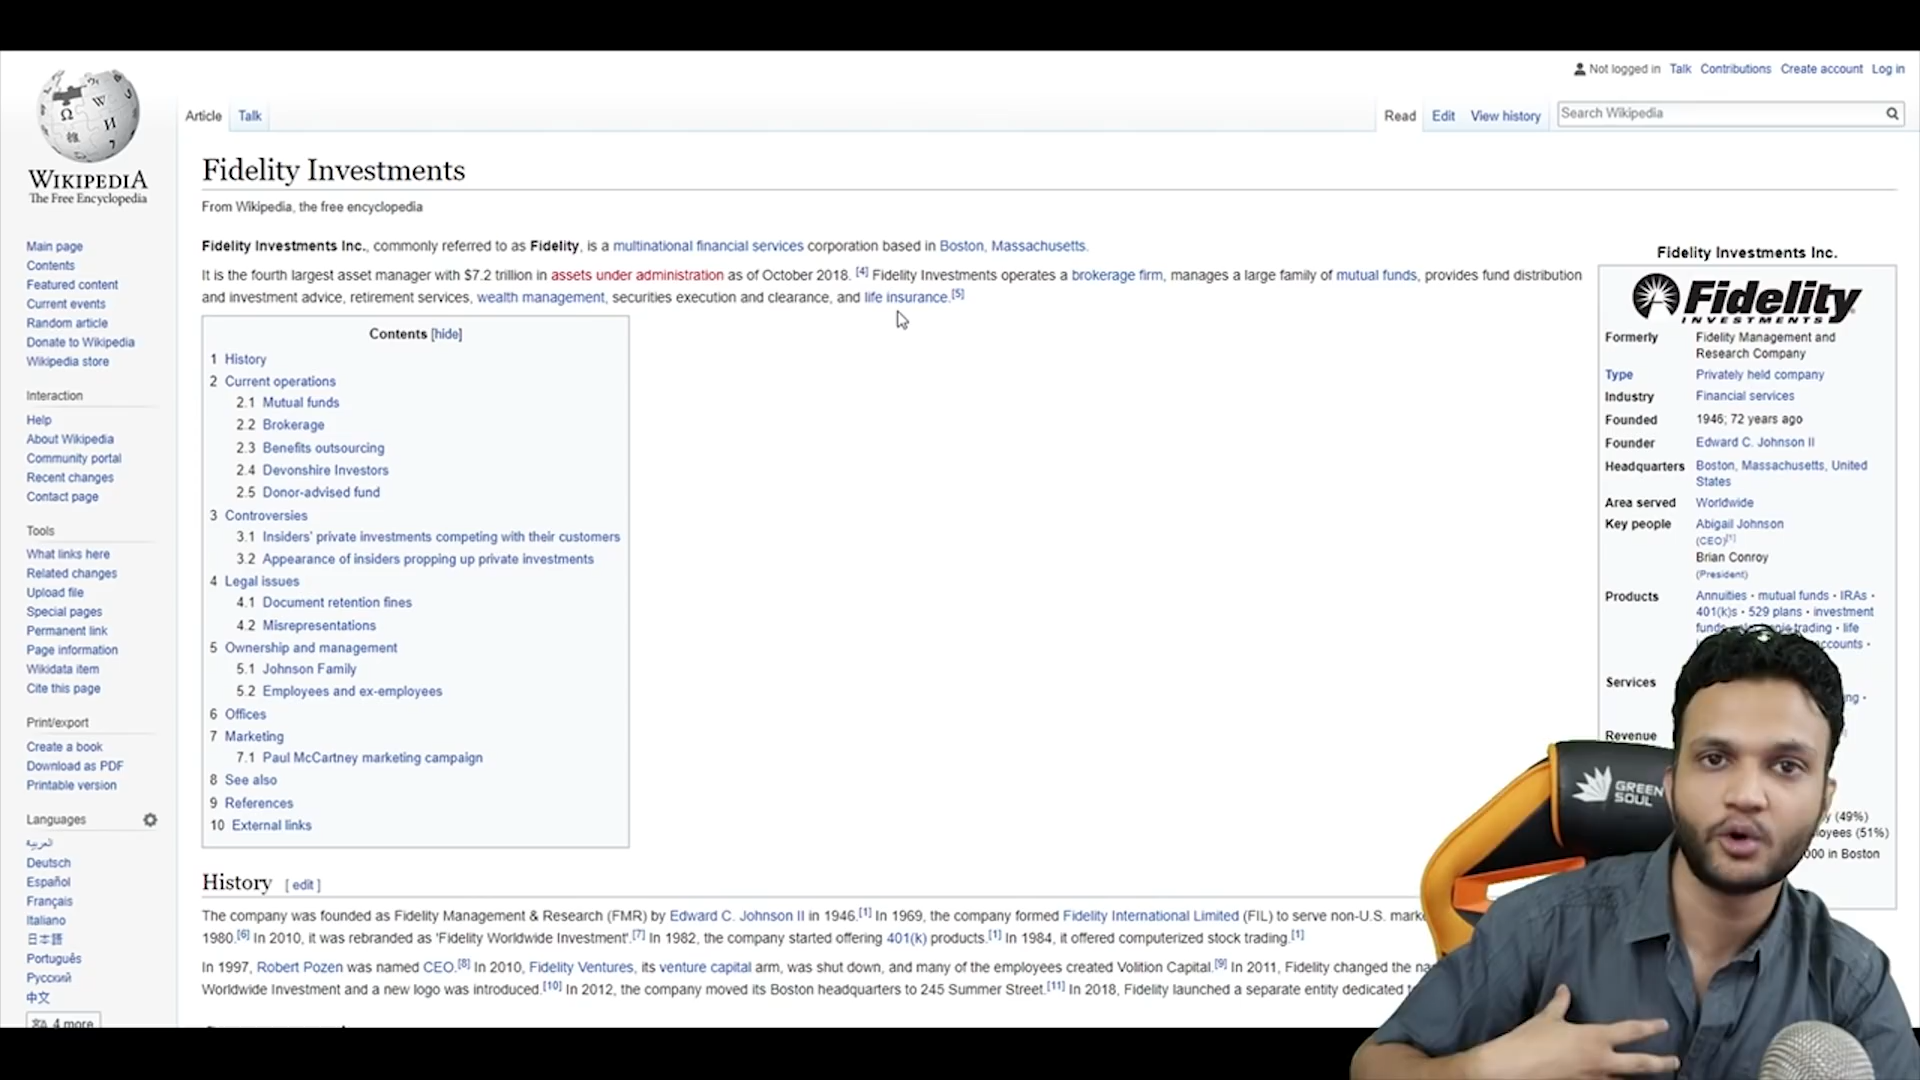 Not logged in Talk Contributions Create account Log in
Article Talk Read Edit View history Search Wikipedia
WIKIPEDIA
The Free Encyclopedia
Main page
Contents
Featured content
Current events
Random article
Donate to Wikipedia
Wikipedia store
Interaction
Help
About Wikipedia
Community portal
Recent changes
Contact page
Tools
What links here
Related changes
Upload file
Special pages
Permanent link
Page information
Wikidata item
Cite this page
Print/export
Create a book
Download as PDF
Printable version
Languages
العربية
Deutsch
Español
Français
Italiano
日本語
Português
Русский
中文
4 more
Fidelity Investments
From Wikipedia, the free encyclopedia
Fidelity Investments Inc., commonly referred to as Fidelity, is a multinational financial services corporation based in Boston, Massachusetts.
It is the fourth largest asset manager with $7.2 trillion in assets under administration as of October 2018. [4] Fidelity Investments operates a brokerage firm, manages a large family of mutual funds, provides fund distribution
and investment advice, retirement services, wealth management, securities execution and clearance, and life insurance.[5]
Contents [hide]
1 History
2 Current operations
2.1 Mutual funds
2.2 Brokerage
2.3 Benefits outsourcing
2.4 Devonshire Investors
2.5 Donor-advised fund
3 Controversies
3.1 Insiders' private investments competing with their customers
3.2 Appearance of insiders propping up private investments
4 Legal issues
4.1 Document retention fines
4.2 Misrepresentations
5 Ownership and management
5.1 Johnson Family
5.2 Employees and ex-employees
6 Offices
7 Marketing
7.1 Paul McCartney marketing campaign
8 See also
9 References
10 External links
Fidelity Investments Inc.
Fidelity
INVESTMENTS
Formerly Fidelity Management and
Research Company
Type Privately held company
Industry Financial services
Founded 1946; 72 years ago
Founder Edward C. Johnson II
Headquarters Boston, Massachusetts, United
States
Area served Worldwide
Key people Abigail Johnson
(CEO)[1]
Brian Conroy
(President)
Products Annuities • mutual funds • IRAs •
401(k)s • 529 plans • investment
trading • life
Services
Revenue
(49%)
(51%)
in Boston
GREEN
SOUL
History [ edit ]
The company was founded as Fidelity Management & Research (FMR) by Edward C. Johnson II in 1946.[1] In 1969, the company formed Fidelity International Limited (FIL) to serve non-U.S.
1980.[6] In 2010, it was rebranded as 'Fidelity Worldwide Investment'.[7] In 1982, the company started offering 401(k) products.[1] In 1984, it offered computerized stock trading.[1]
In 1997, Robert Pozen was named CEO.[8] In 2010, Fidelity Ventures, its venture capital arm, was shut down, and many of the employees created Volition Capital.[9] In 2011, Fidelity changed the
Worldwide Investment and a new logo was introduced.[10] In 2012, the company moved its Boston headquarters to 245 Summer Street.[11] In 2018, Fidelity launched a separate entity dedicated